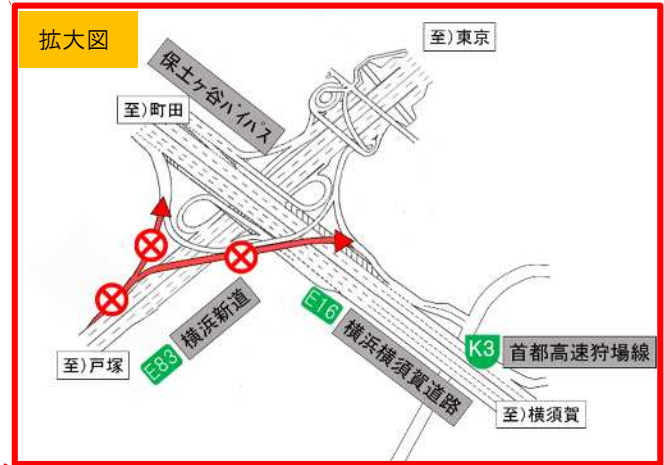 拡大図
至)東京
保土ヶ谷バイパス
至)町田
E83
横浜新道
E16
横浜横須賀道路
K3
首都高速狩場線
至)戸塚
至)横須賀